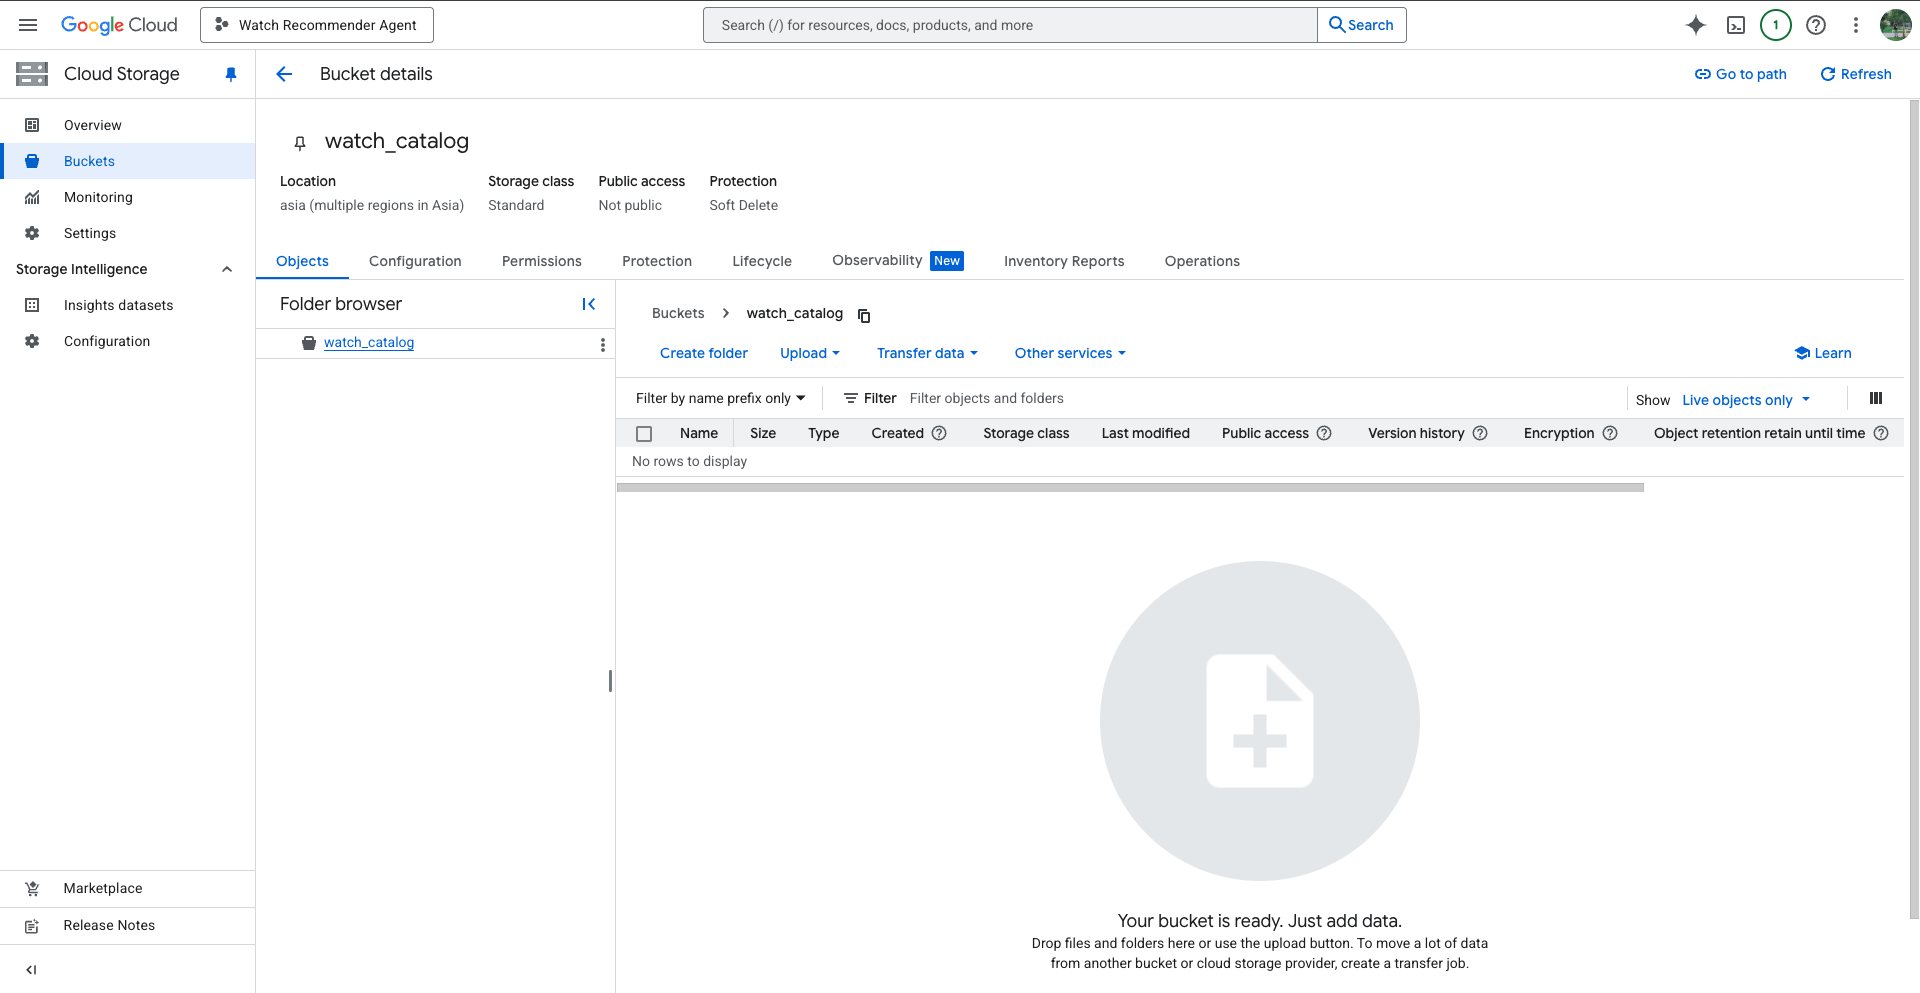 Google Cloud
Watch Recommender Agent
Search (/) for resources, docs, products, and more
Search
1
Cloud Storage
Bucket details
Go to path
Refresh
Overview
Buckets
Monitoring
Settings
Storage Intelligence
Insights datasets
Configuration
Marketplace
Release Notes
watch_catalog
Location Storage class Public access Protection
asia (multiple regions in Asia) Standard Not public Soft Delete
Objects Configuration Permissions Protection Lifecycle Observability New Inventory Reports Operations
Folder browser
watch_catalog
Buckets watch_catalog
Create folder Upload Transfer data Other services Learn
Filter by name prefix only Filter Filter objects and folders Show Live objects only
Name Size Type Created Storage class Last modified Public access Version history Encryption Object retention retain until time
No rows to display
Your bucket is ready. Just add data.
Drop files and folders here or use the upload button. To move a lot of data
from another bucket or cloud storage provider, create a transfer job.